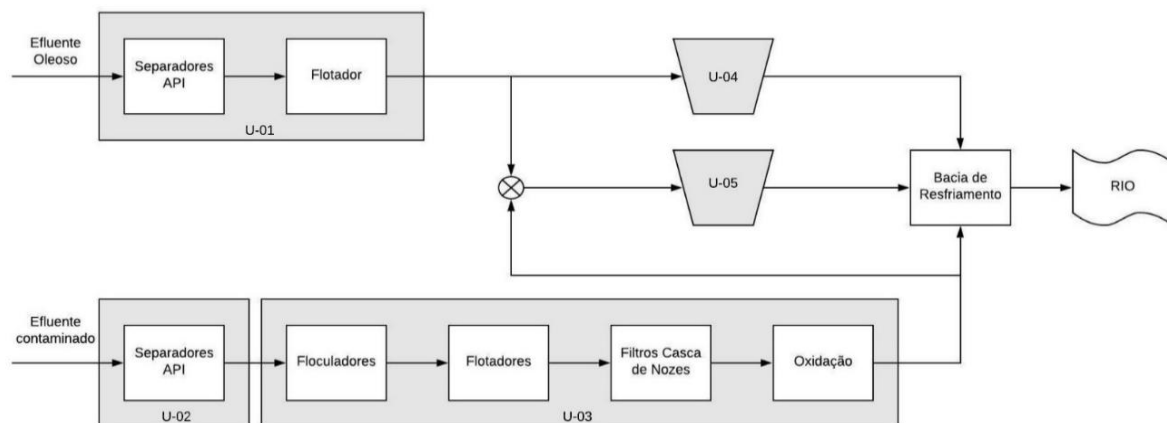 Efluente
Oleoso
Separadores
API
Flotador
U-01
U-04
U-05
Bacia de
Resfriamento
RIO
Efluente
contaminado
Separadores
API
U-02
Floculadores
Flotadores
Filtros Casca
de Nozes
Oxidação
U-03